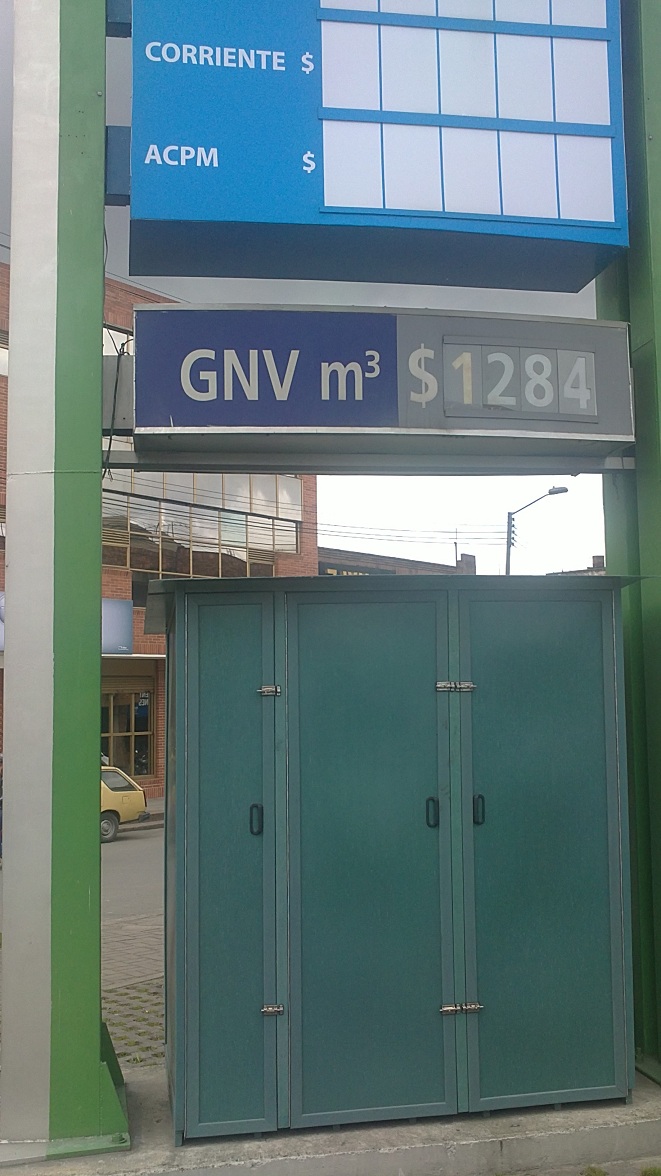 CORRIENTE $
ACPM $
GNV m³ $1284